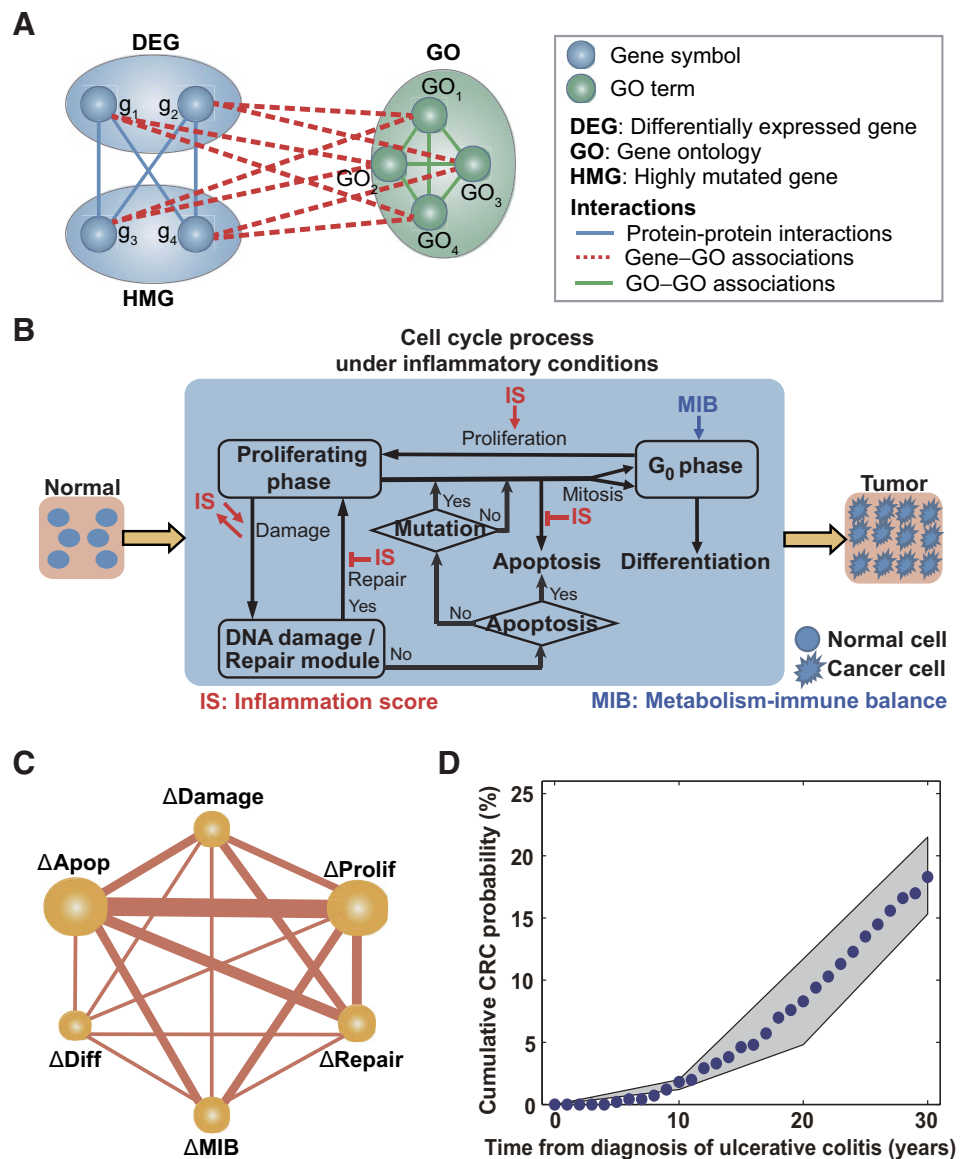 A
DEG
g1
g2
g3
g4
HMG
GO
GO1
GO2
GO3
GO4
Gene symbol
GO term
DEG: Differentially expressed gene
GO: Gene ontology
HMG: Highly mutated gene
Interactions
Protein-protein interactions
Gene–GO associations
GO–GO associations
B
Cell cycle process
under inflammatory conditions
IS
MIB
Proliferation
Proliferating
phase
G0 phase
Mitosis
Normal
Tumor
IS
Damage
Yes
No
Mutation
IS
IS
Repair
Yes
Apoptosis
Differentiation
No
Yes
Apoptosis
DNA damage /
Repair module
No
Normal cell
Cancer cell
IS: Inflammation score
MIB: Metabolism-immune balance
C
ΔDamage
ΔApop
ΔProlif
ΔDiff
ΔRepair
ΔMIB
D
Cumulative CRC probability (%)
25
20
15
10
5
0
0 10 20 30
Time from diagnosis of ulcerative colitis (years)